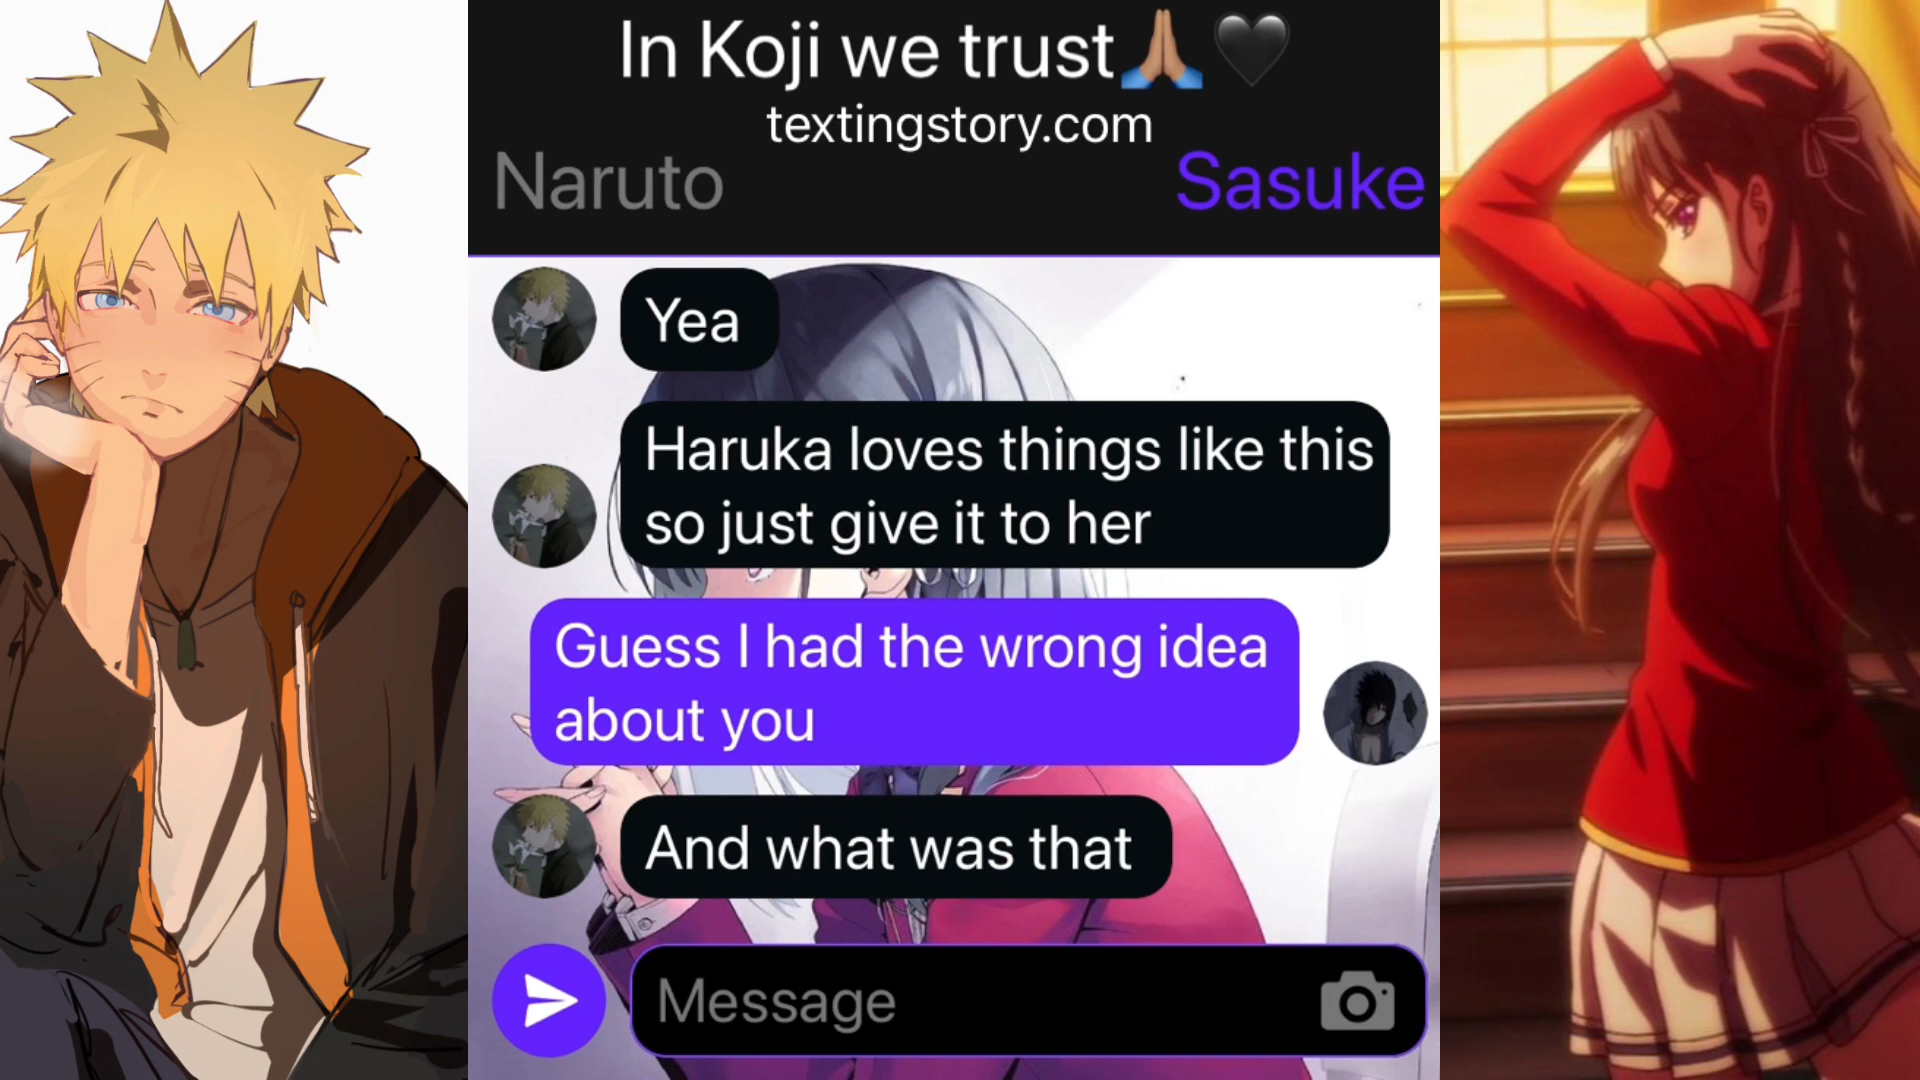 In Koji we trust🙏🏽🖤
textingstory.com
Naruto
Sasuke
Yea
Haruka loves things like this
so just give it to her
Guess I had the wrong idea
about you
And what was that
Message